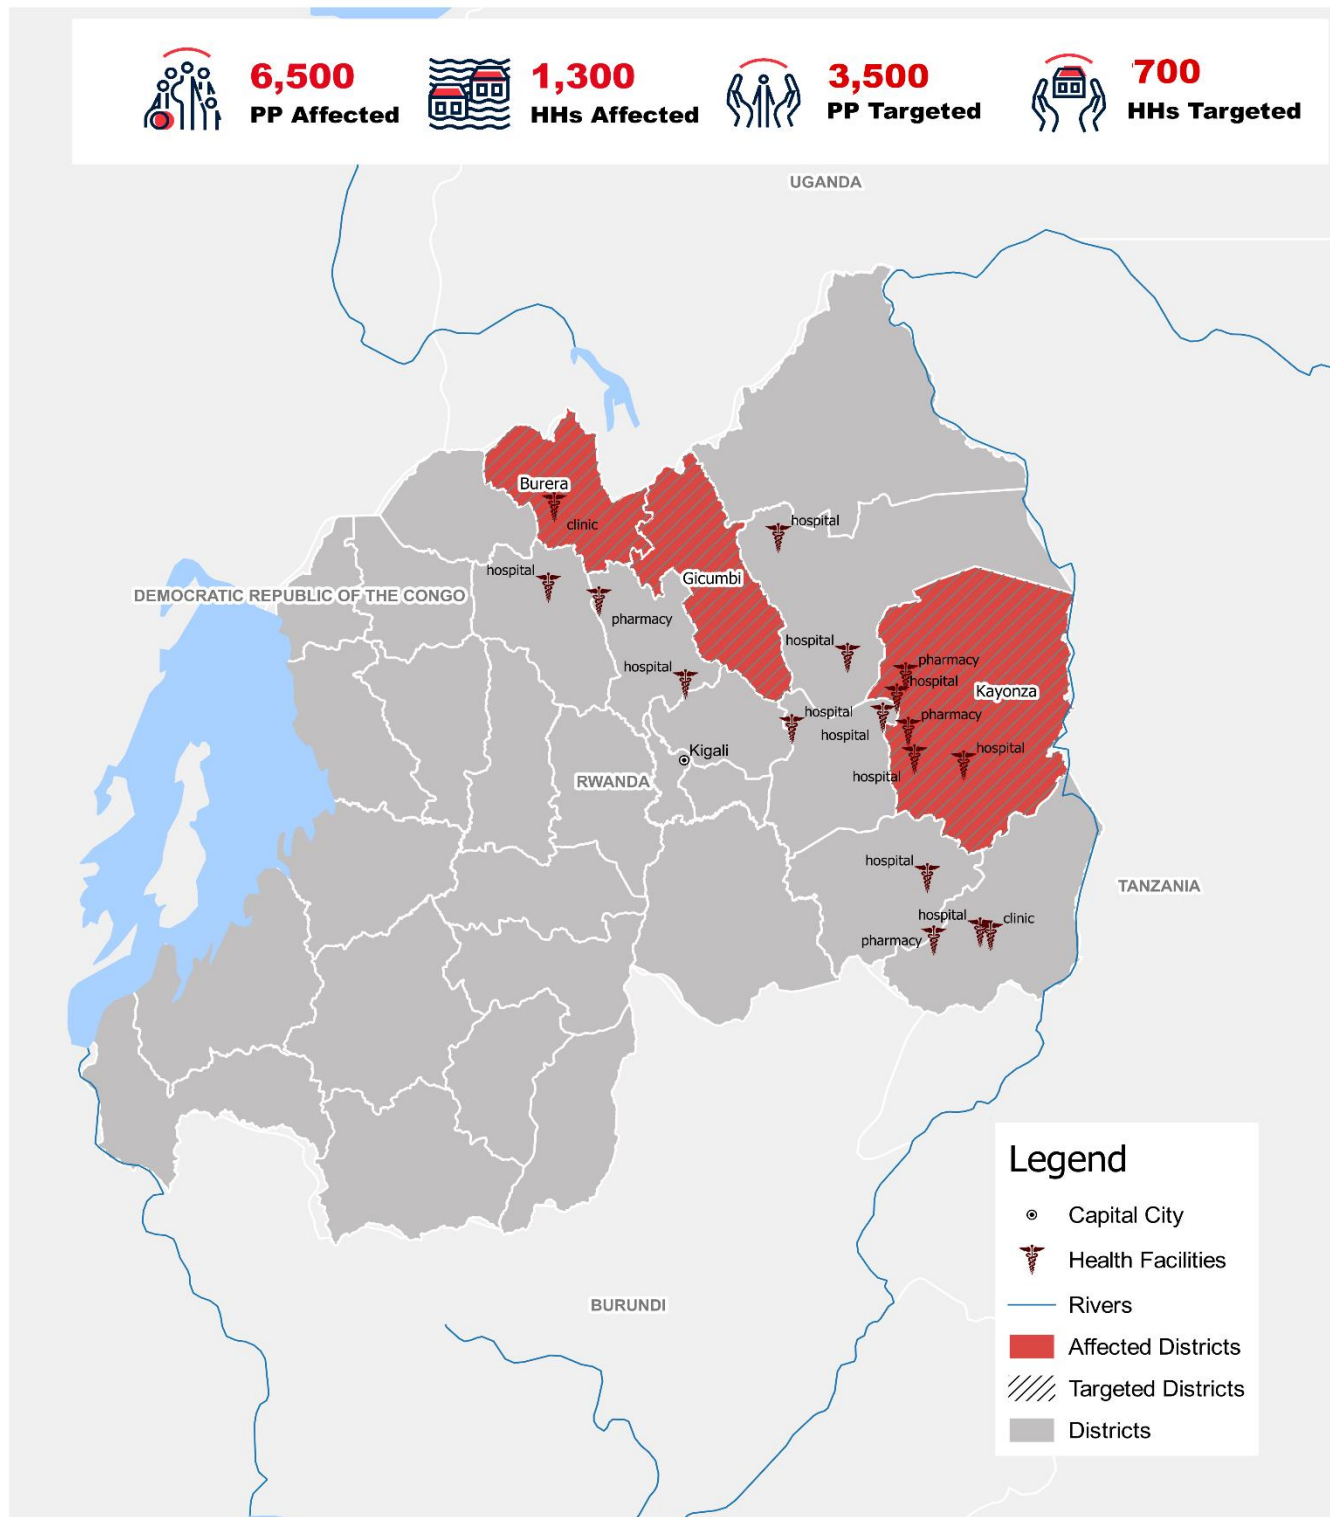 6,500
PP Affected
1,300
HHs Affected
3,500
PP Targeted
700
HHs Targeted
UGANDA
Burera
clinic
hospital
hospital
Gicumbi
DEMOCRATIC REPUBLIC OF THE CONGO
pharmacy
hospital
hospital
pharmacy
hospital
Kayonza
hospital
pharmacy
hospital
Kigali
hospital
hospital
RWANDA
hospital
TANZANIA
hospital
clinic
pharmacy
Legend
Capital City
Health Facilities
Rivers
Affected Districts
Targeted Districts
Districts
BURUNDI